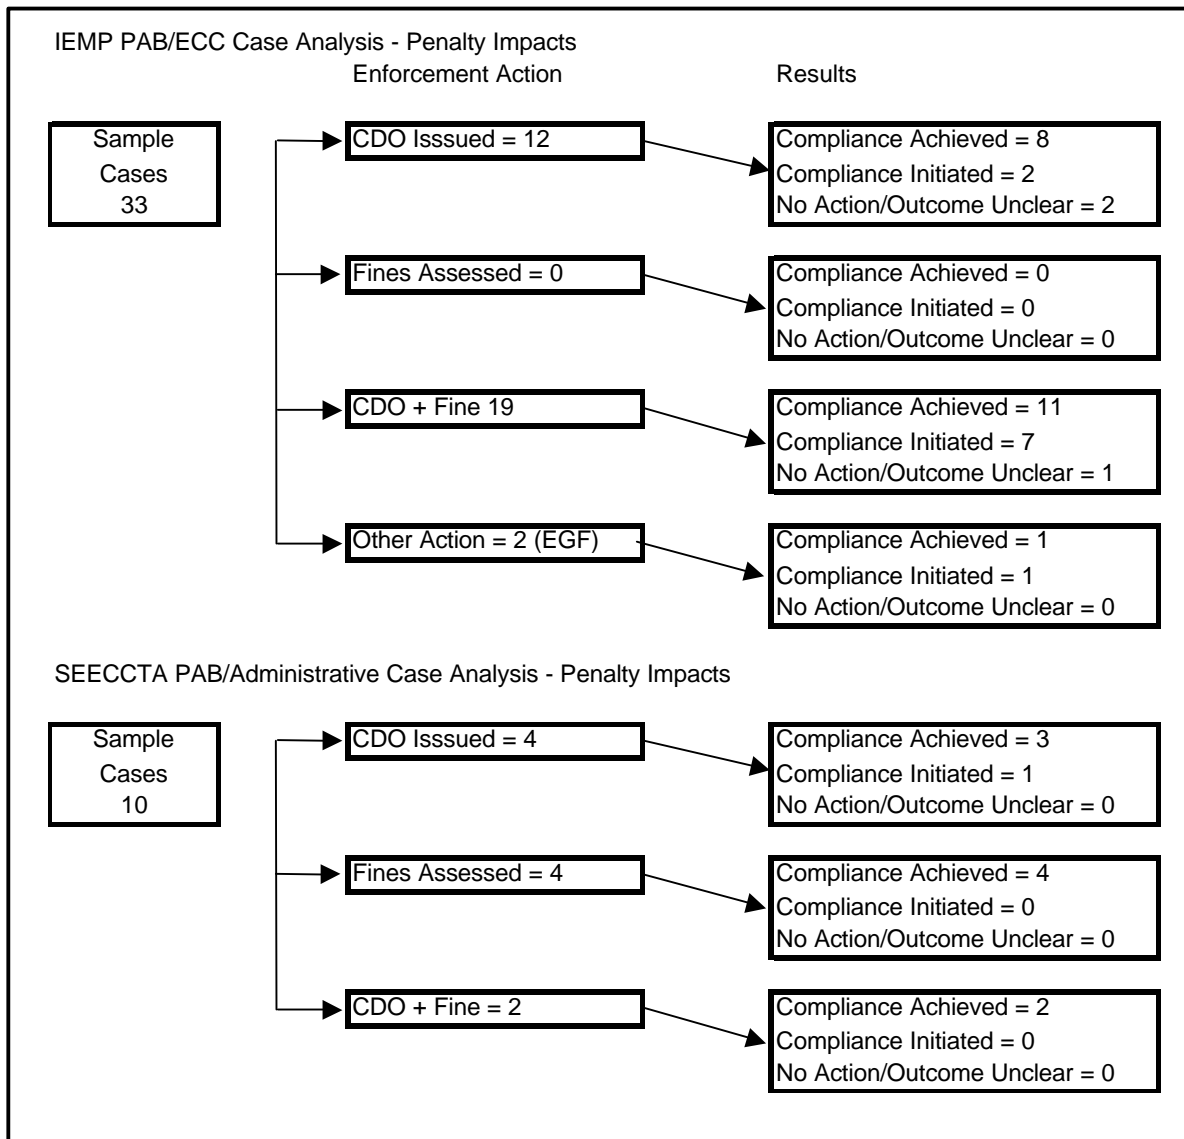 IEMP PAB/ECC Case Analysis - Penalty Impacts
Enforcement Action Results
Sample
Cases
33
CDO Isssued = 12
Compliance Achieved = 8
Compliance Initiated = 2
No Action/Outcome Unclear = 2
Fines Assessed = 0
Compliance Achieved = 0
Compliance Initiated = 0
No Action/Outcome Unclear = 0
CDO + Fine 19
Compliance Achieved = 11
Compliance Initiated = 7
No Action/Outcome Unclear = 1
Other Action = 2 (EGF)
Compliance Achieved = 1
Compliance Initiated = 1
No Action/Outcome Unclear = 0
SEECCTA PAB/Administrative Case Analysis - Penalty Impacts
Sample
Cases
10
CDO Isssued = 4
Compliance Achieved = 3
Compliance Initiated = 1
No Action/Outcome Unclear = 0
Fines Assessed = 4
Compliance Achieved = 4
Compliance Initiated = 0
No Action/Outcome Unclear = 0
CDO + Fine = 2
Compliance Achieved = 2
Compliance Initiated = 0
No Action/Outcome Unclear = 0